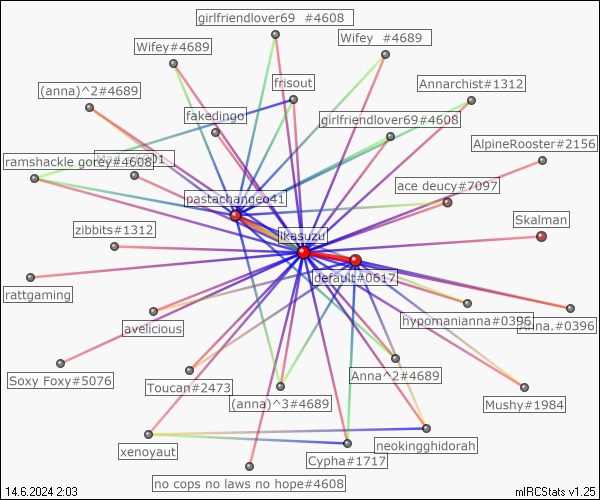 girlfriendlover69 #4608
Wifey #4689
Wifey#4689
frisout
Annarchist#1312
(anna)^2#4689
fakedingo
girlfriendlover69#4608
AlpineRooster#2156
ramshackle gorey#4608
ace deucy#7097
pastachangeo41
Skalman
zibbits#1312
ikasuzu
default#0617
rattgaming
hypomanianna#0396
Anna.#0396
avelicious
Anna^2#4689
Soxy Foxy#5076
Toucan#2473
(anna)^3#4689
Mushy#1984
neokingghidorah
xenoyaut
Cypha#1717
no cops no laws no hope#4608
14.6.2024 2:03
mIRCStats v1.25